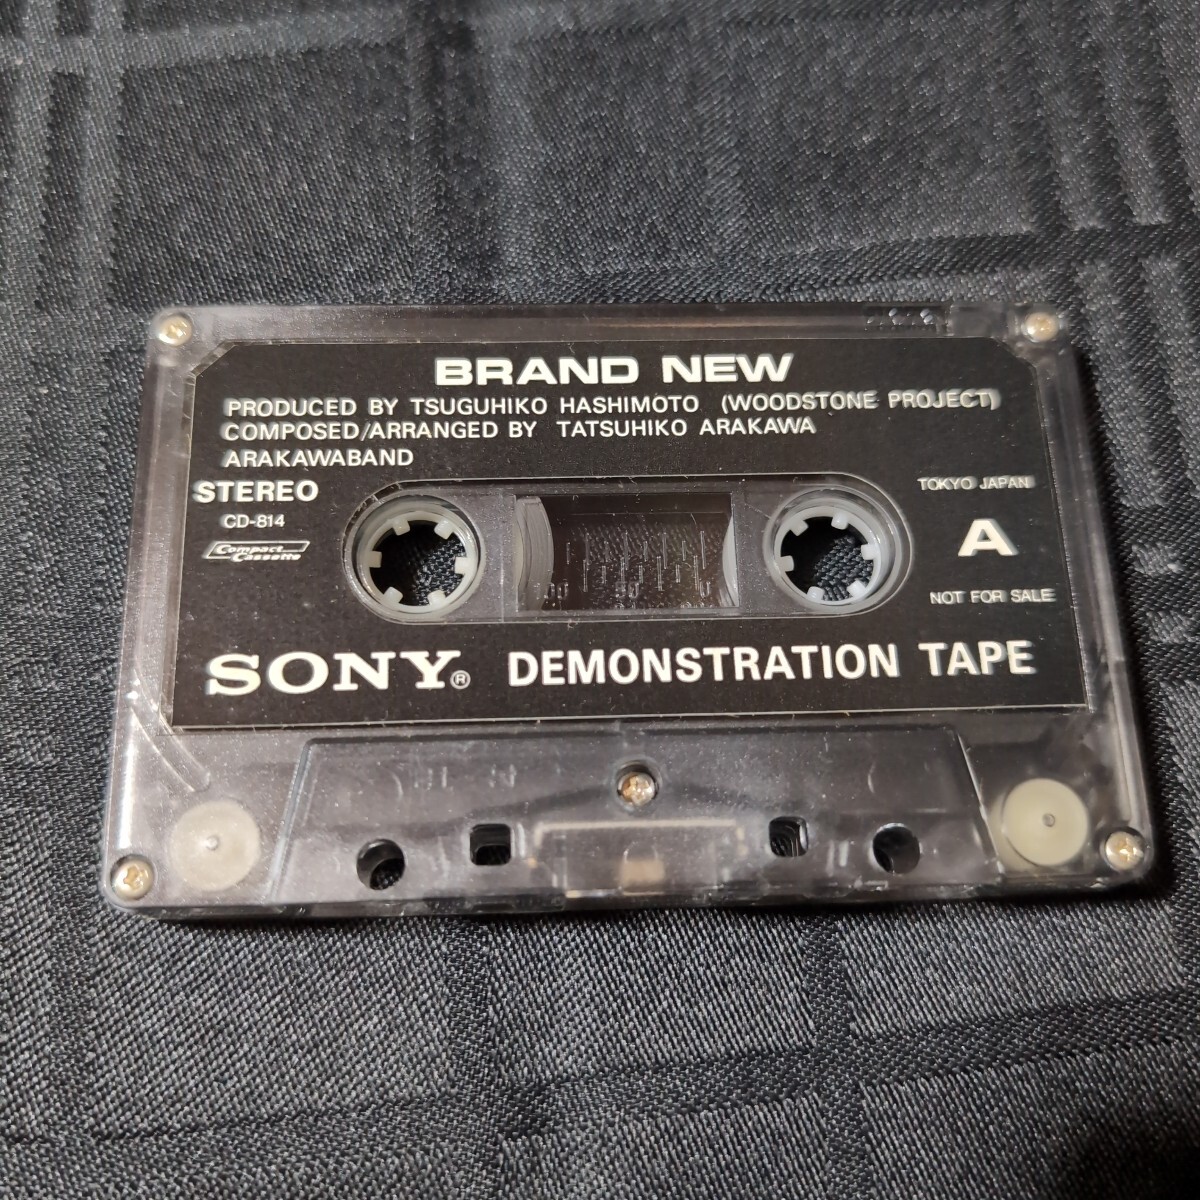 BRAND NEW
PRODUCED BY TSUGUHIKO HASHIMOTO (WOODSTONE PROJECT)
COMPOSED/ARRANGED BY TATSUHIKO ARAKAWA
ARAKAWABAND
STEREO
CD-814
Compact Cassette
TOKYO JAPAN
A
NOT FOR SALE
SONY® DEMONSTRATION TAPE